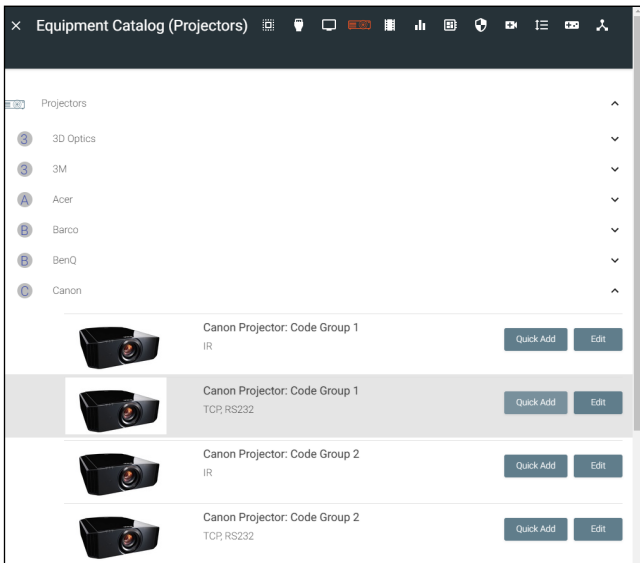 Equipment Catalog (Projectors)
Projectors
3 3D Optics
3 3M
A Acer
B Barco
B BenQ
C Canon
Canon Projector: Code Group 1
IR
Quick Add Edit
Canon Projector: Code Group 1
TCP, RS232
Quick Add Edit
Canon Projector: Code Group 2
IR
Quick Add Edit
Canon Projector: Code Group 2
TCP, RS232
Quick Add Edit